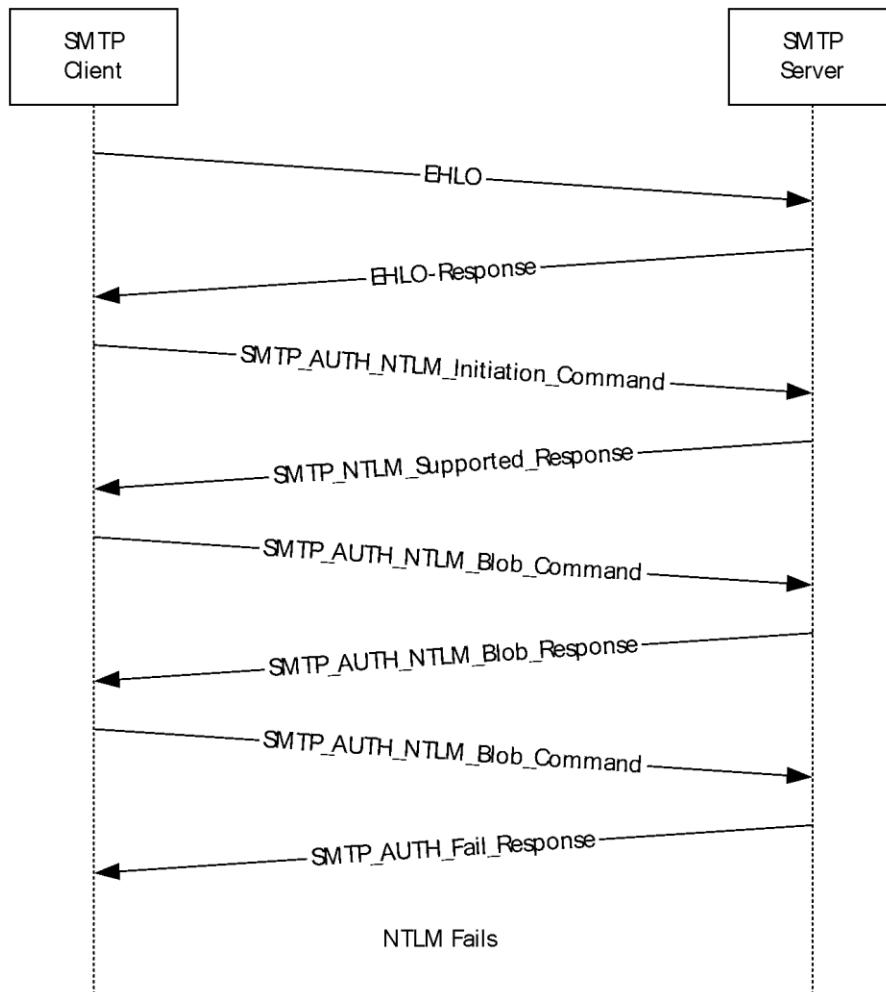 SMTP
Client
SMTP
Server
EHLO
EHLO-Response
SMTP_AUTH_NTLM_Initiation_Command
SMTP_NTLM_Supported_Response
SMTP_AUTH_NTLM_Blob_Command
SMTP_AUTH_NTLM_Blob_Response
SMTP_AUTH_NTLM_Blob_Command
SMTP_AUTH_Fail_Response
NTLM Fails